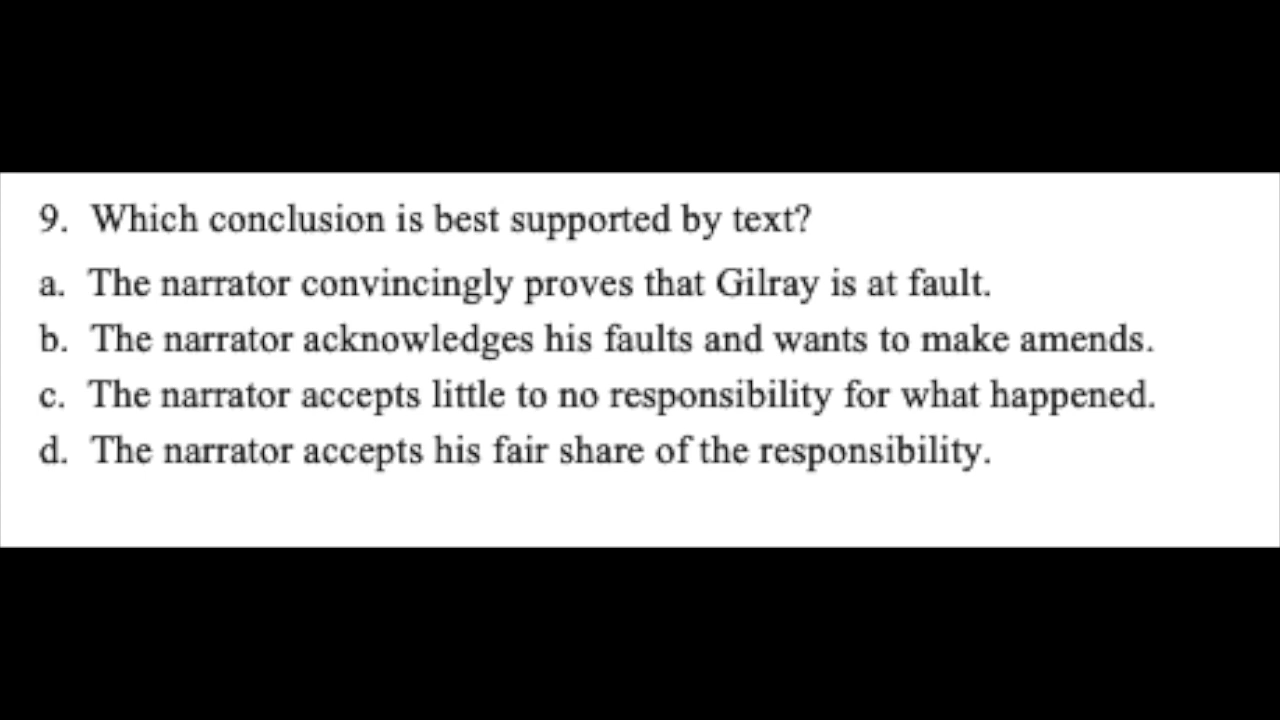 9. Which conclusion is best supported by text?
a. The narrator convincingly proves that Gilray is at fault.
b. The narrator acknowledges his faults and wants to make amends.
c. The narrator accepts little to no responsibility for what happened.
d. The narrator accepts his fair share of the responsibility.